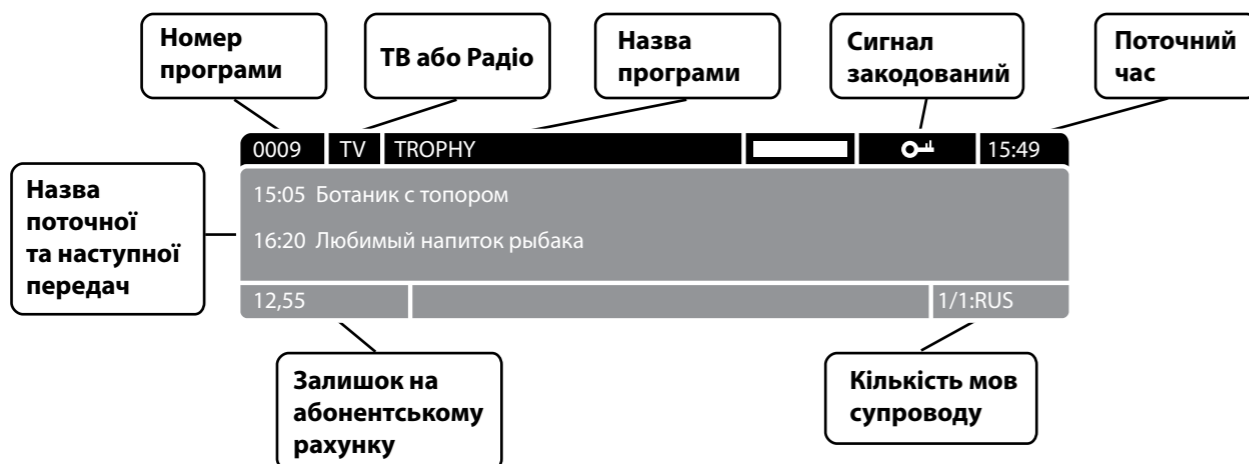 Номер
програми
ТВ або Радіо
Назва
програми
Сигнал
закодований
Поточний
час
0009 TV TROPHY 15:49
Назва
поточної
та наступної
передач
15:05 Ботаник с топором
16:20 Любимый напиток рыбака
12,55 1/1:RUS
Залишок на
абонентському
рахунку
Кількість мов
супроводу